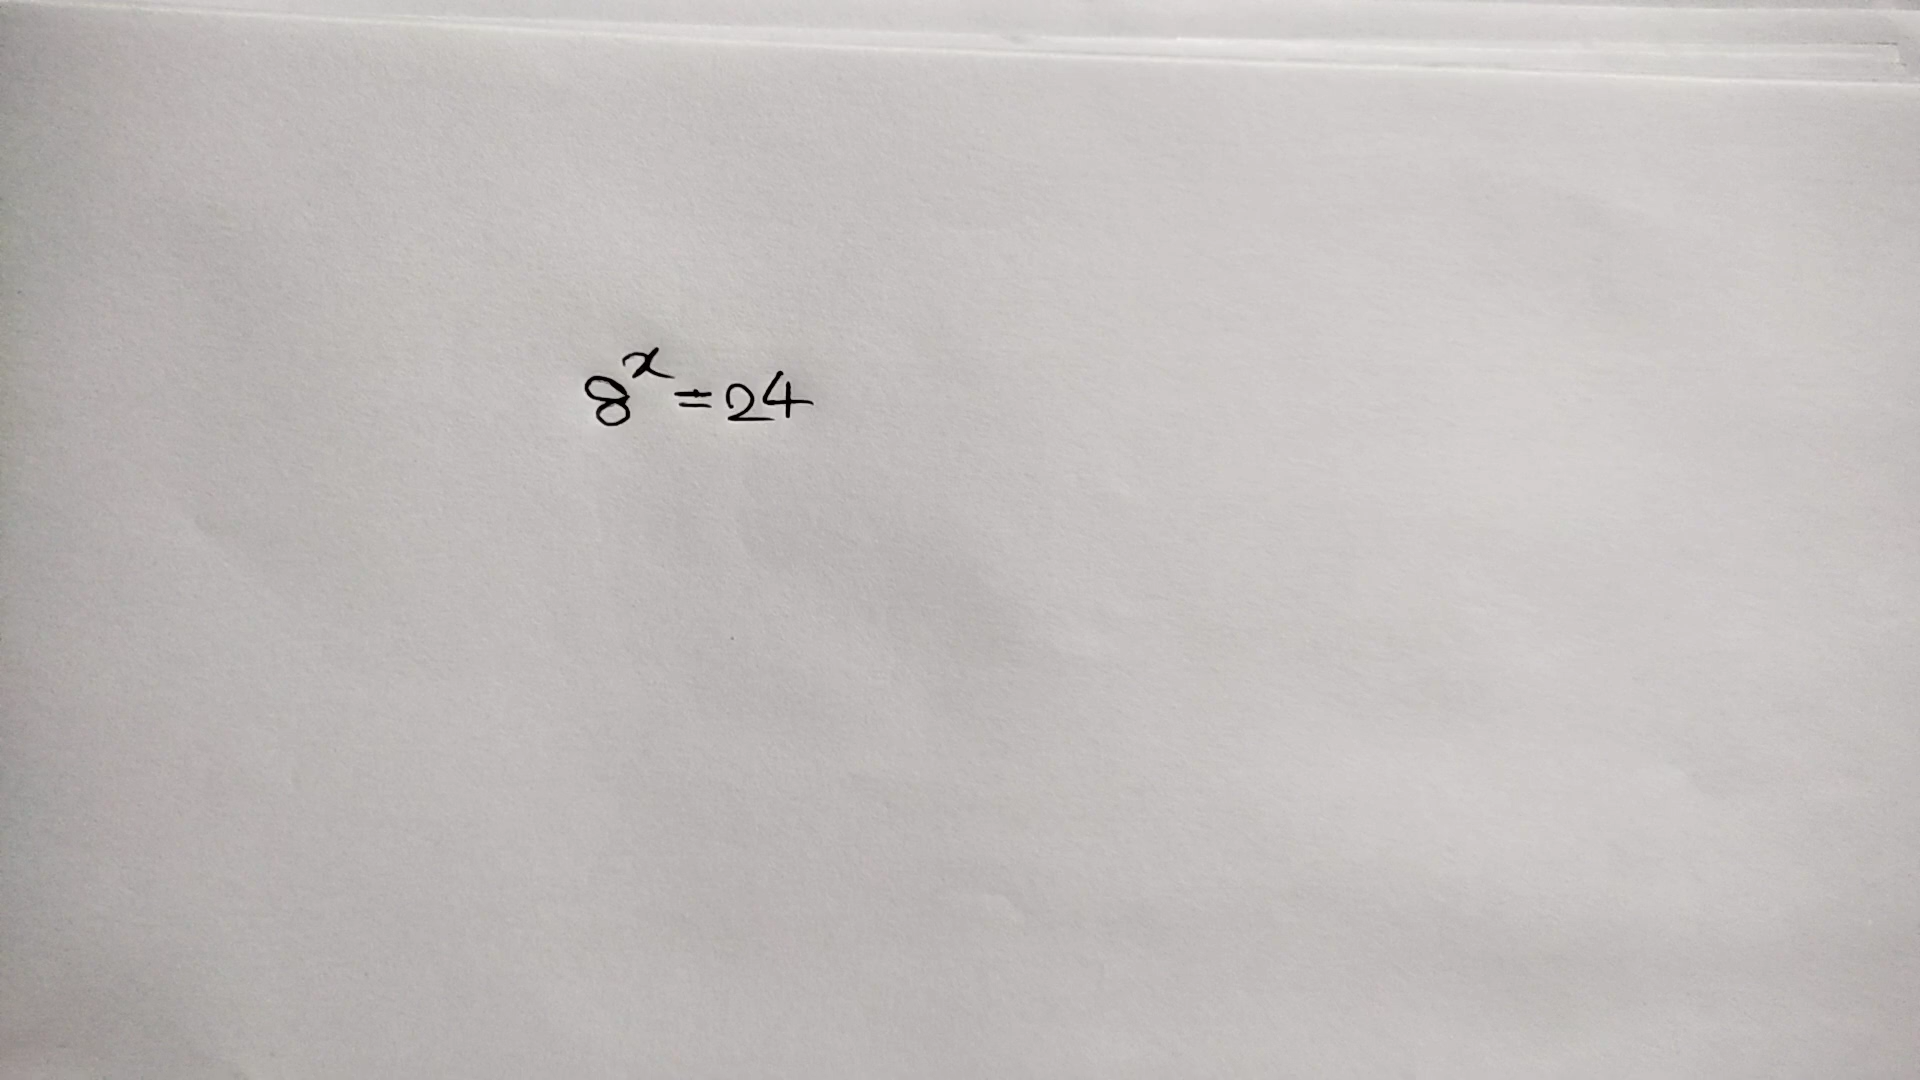 8^x = 24